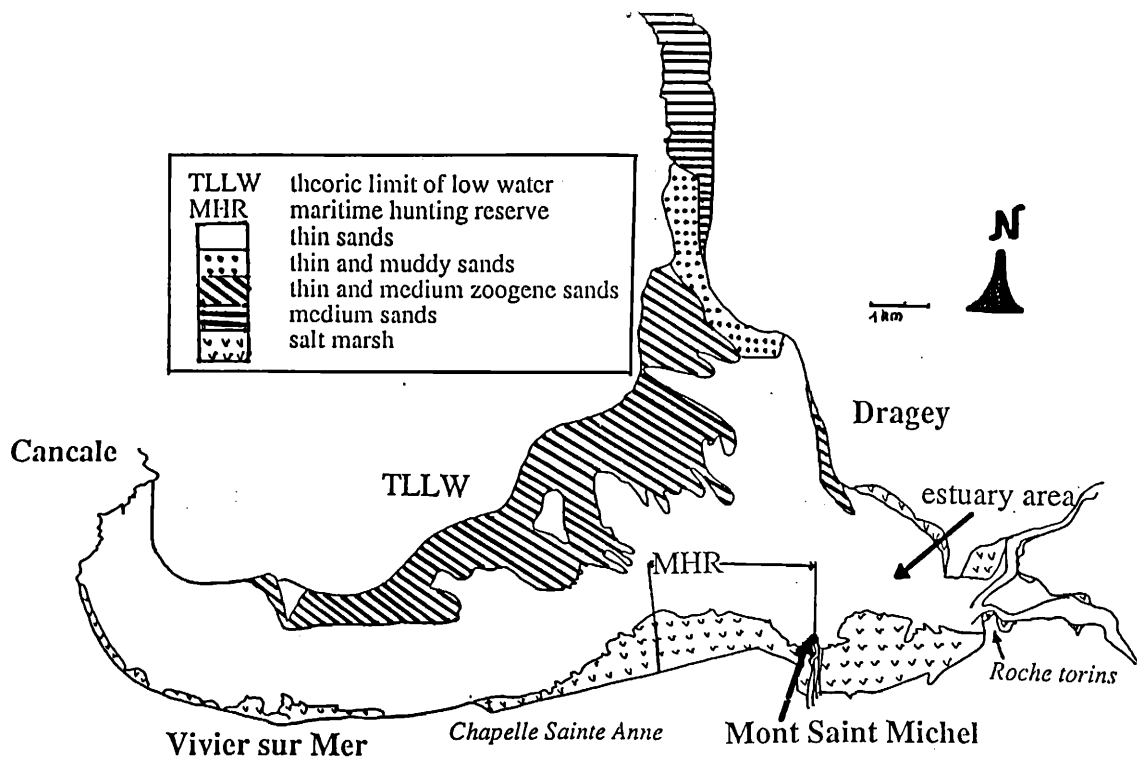 TLLW theoric limit of low water
MHR maritime hunting reserve
thin sands
thin and muddy sands
thin and medium zoogene sands
medium sands
salt marsh
N
1 km
Dragey
Cancale
TLLW
estuary area
MHR
Roche torins
Chapelle Sainte Anne
Mont Saint Michel
Vivier sur Mer